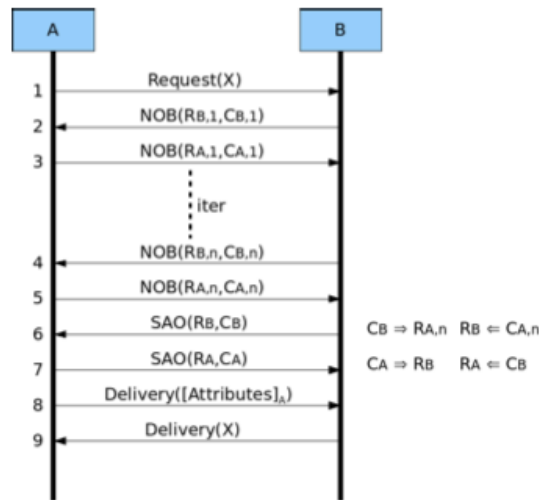 A B
1 Request(X)
2 NOB(RB,1,CB,1)
3 NOB(RA,1,CA,1)
iter
4 NOB(RB,n,CB,n)
5 NOB(RA,n,CA,n)
6 SAO(RB,CB) CB ⇒ RA,n RB ⇐ CA,n
7 SAO(RA,CA) CA ⇒ RB RA ⇐ CB
8 Delivery([Attributes]A)
9 Delivery(X)